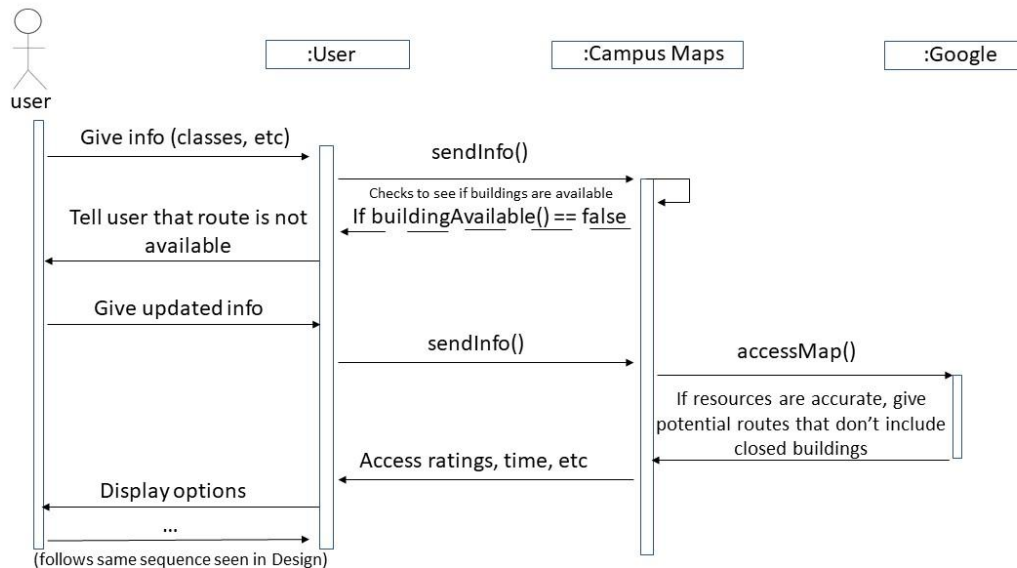 :User
:Campus Maps
:Google
user
Give info (classes, etc)
sendInfo()
Checks to see if buildings are available
If buildingAvailable() == false
Tell user that route is not
available
Give updated info
sendInfo()
accessMap()
If resources are accurate, give
potential routes that don’t include
closed buildings
Access ratings, time, etc
Display options
...
(follows same sequence seen in Design)